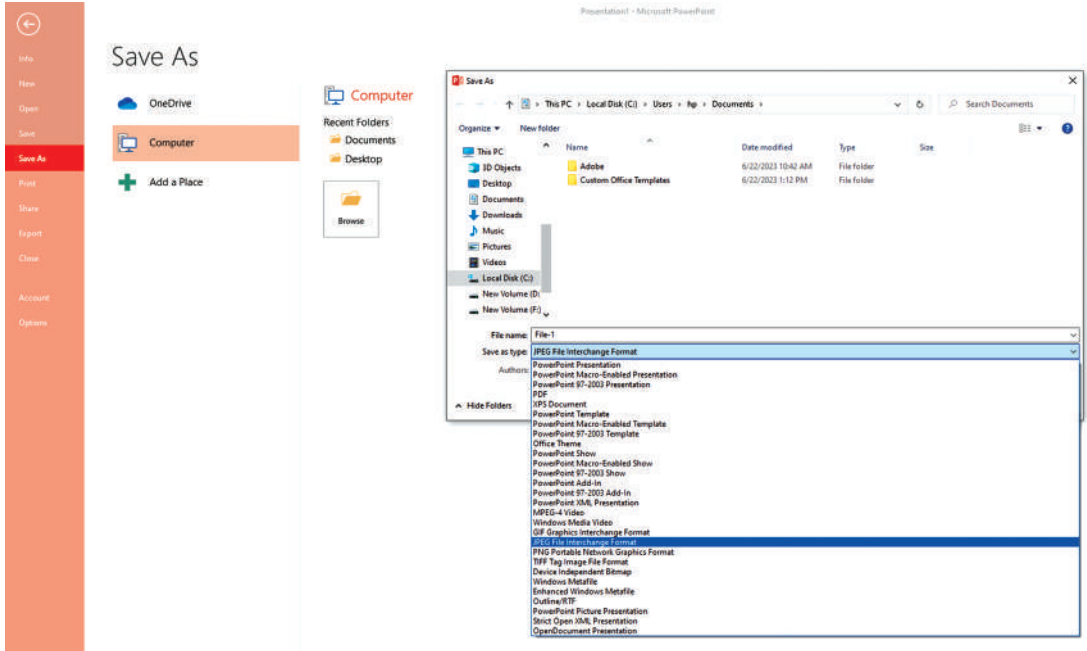 Presentation1 - Microsoft PowerPoint
Info
New
Open
Save
Save As
Print
Share
Export
Close
Account
Options
Save As
OneDrive
Computer
Add a Place
Computer
Recent Folders
Documents
Desktop
Browse
Save As
This PC > Local Disk (C:) > Users > hp > Documents >
Search Documents
Organize
New folder
Name
Date modified
Type
Size
This PC
3D Objects
Desktop
Documents
Downloads
Music
Pictures
Videos
Local Disk (C:)
New Volume (D:
New Volume (F:)
Adobe 6/22/2023 10:42 AM File folder
Custom Office Templates 6/22/2023 1:12 PM File folder
File name: File-1
Save as type: JPEG File Interchange Format
Authors:
Hide Folders
PowerPoint Presentation
PowerPoint Macro-Enabled Presentation
PowerPoint 97-2003 Presentation
PDF
XPS Document
PowerPoint Template
PowerPoint Macro-Enabled Template
PowerPoint 97-2003 Template
Office Theme
PowerPoint Show
PowerPoint Macro-Enabled Show
PowerPoint 97-2003 Show
PowerPoint Add-In
PowerPoint 97-2003 Add-In
PowerPoint XML Presentation
MPEG-4 Video
Windows Media Video
GIF Graphics Interchange Format
JPEG File Interchange Format
PNG Portable Network Graphics Format
TIFF Tag Image File Format
Device Independent Bitmap
Windows Metafile
Enhanced Windows Metafile
Outline/RTF
PowerPoint Picture Presentation
Strict Open XML Presentation
OpenDocument Presentation